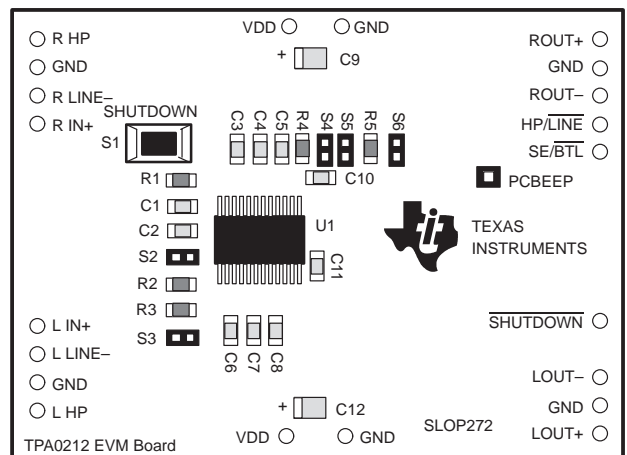 VDD GND
R HP
GND
R LINE–
R IN+
+ C9
ROUT+
GND
ROUT–
HP/LINE
SE/BTL
SHUTDOWN
S1
C3 C4 C5 R4 S4 S5 R5 S6
C10
PCBEEP
R1
C1
C2
S2
R2
R3
S3
U1
C11
TEXAS
INSTRUMENTS
L IN+
L LINE–
GND
L HP
C6 C7 C8
SHUTDOWN
LOUT–
GND
LOUT+
+ C12
SLOP272
TPA0212 EVM Board
VDD GND